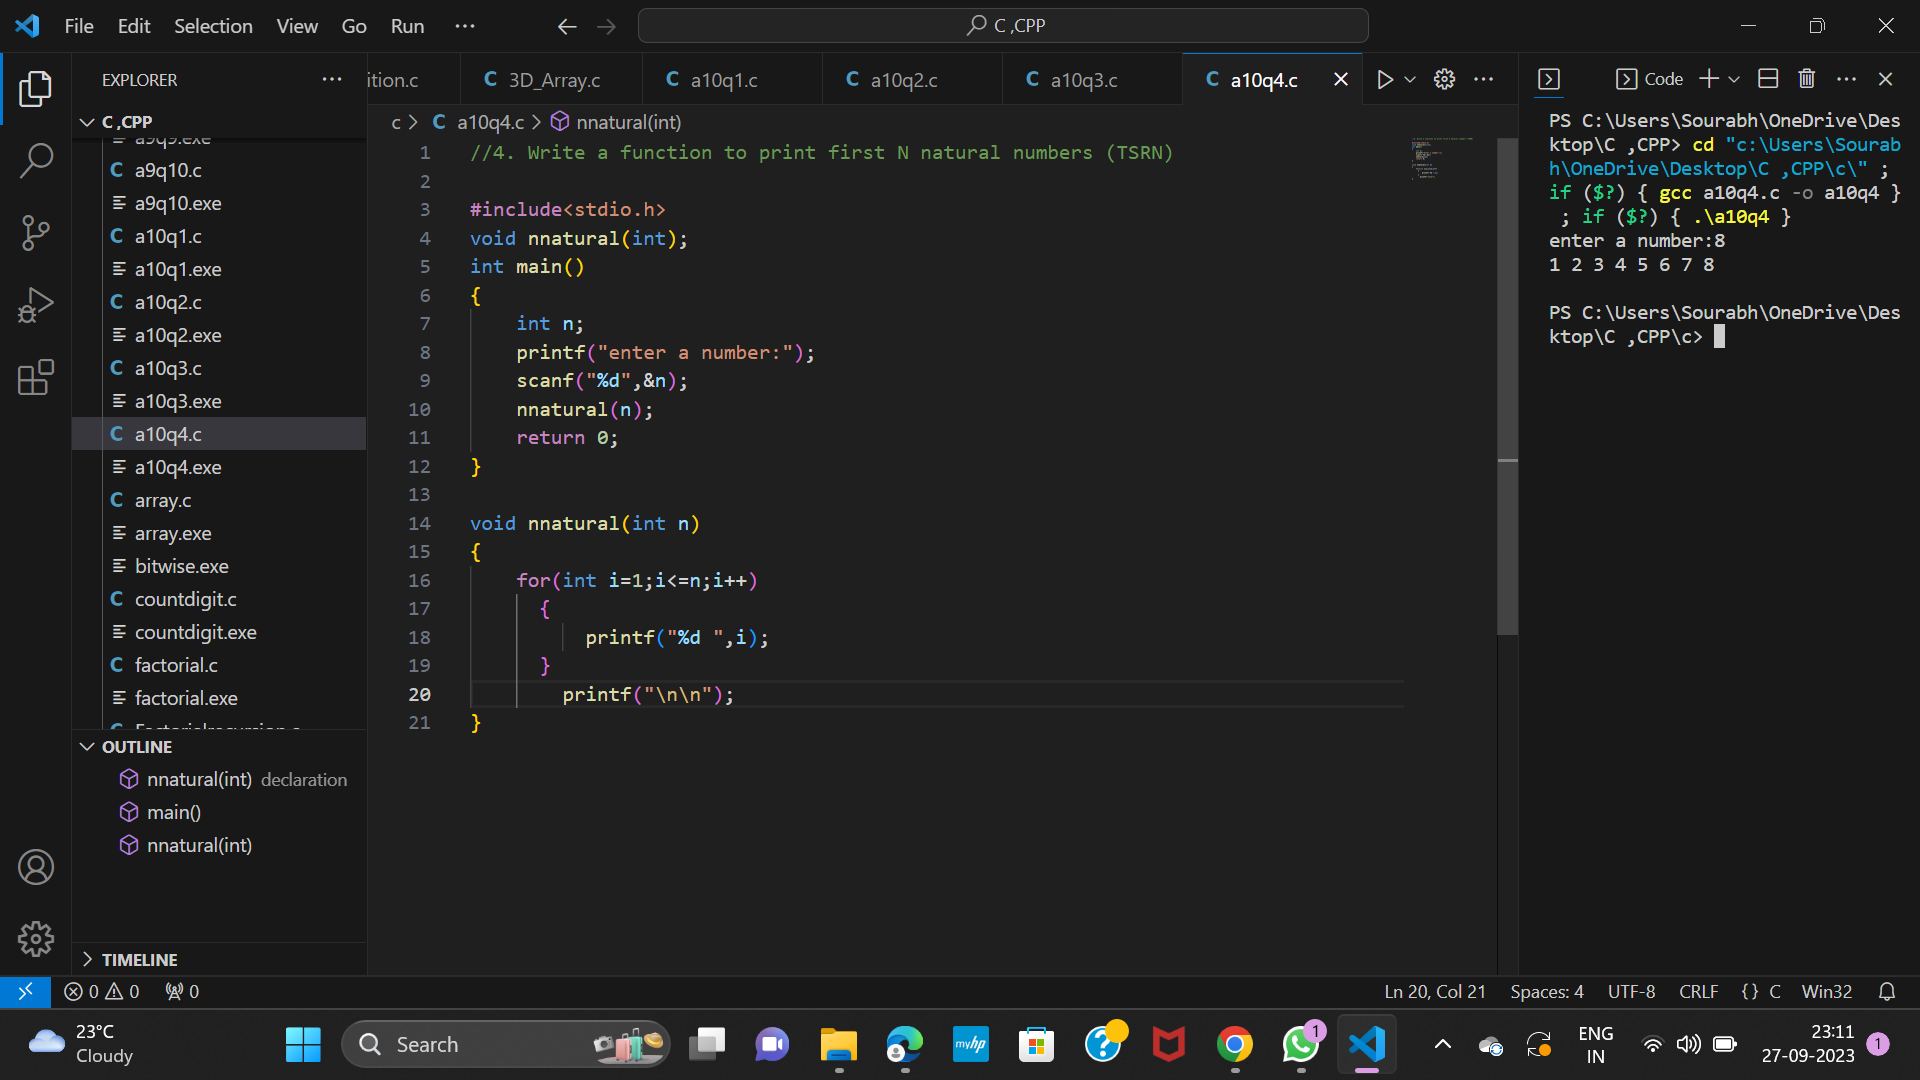 File Edit Selection View Go Run ···
C ,CPP
EXPLORER ···
C ,CPP
a9q9.exe
C a9q10.c
a9q10.exe
C a10q1.c
a10q1.exe
C a10q2.c
a10q2.exe
C a10q3.c
a10q3.exe
C a10q4.c
a10q4.exe
C array.c
array.exe
bitwise.exe
C countdigit.c
countdigit.exe
C factorial.c
factorial.exe
OUTLINE
nnatural(int) declaration
main()
nnatural(int)
TIMELINE
ition.c C 3D_Array.c C a10q1.c C a10q2.c C a10q3.c C a10q4.c
c > C a10q4.c > nnatural(int)
1 //4. Write a function to print first N natural numbers (TSRN)
2
3 #include<stdio.h>
4 void nnatural(int);
5 int main()
6 {
7 int n;
8 printf("enter a number:");
9 scanf("%d",&n);
10 nnatural(n);
11 return 0;
12 }
13
14 void nnatural(int n)
15 {
16 for(int i=1;i<=n;i++)
17 {
18 printf("%d ",i);
19 }
20 printf("\n\n");
21 }
Code
PS C:\Users\Sourabh\OneDrive\Des
ktop\C ,CPP> cd "c:\Users\Sourab
h\OneDrive\Desktop\C ,CPP\c\" ;
if ($?) { gcc a10q4.c -o a10q4 }
; if ($?) { .\a10q4 }
enter a number:8
1 2 3 4 5 6 7 8
PS C:\Users\Sourabh\OneDrive\Des
ktop\C ,CPP\c>
0 0 0
Ln 20, Col 21 Spaces: 4 UTF-8 CRLF {} C Win32
23°C
Cloudy
Search
myhp
1
ENG
IN
23:11
27-09-2023
1